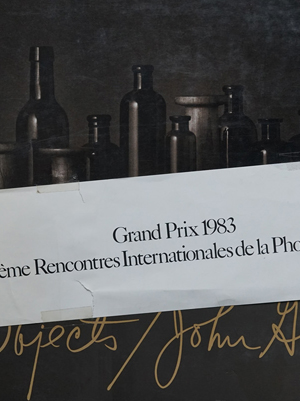 Grand Prix 1983
ème Rencontres Internationales de la Pho
Objects / John